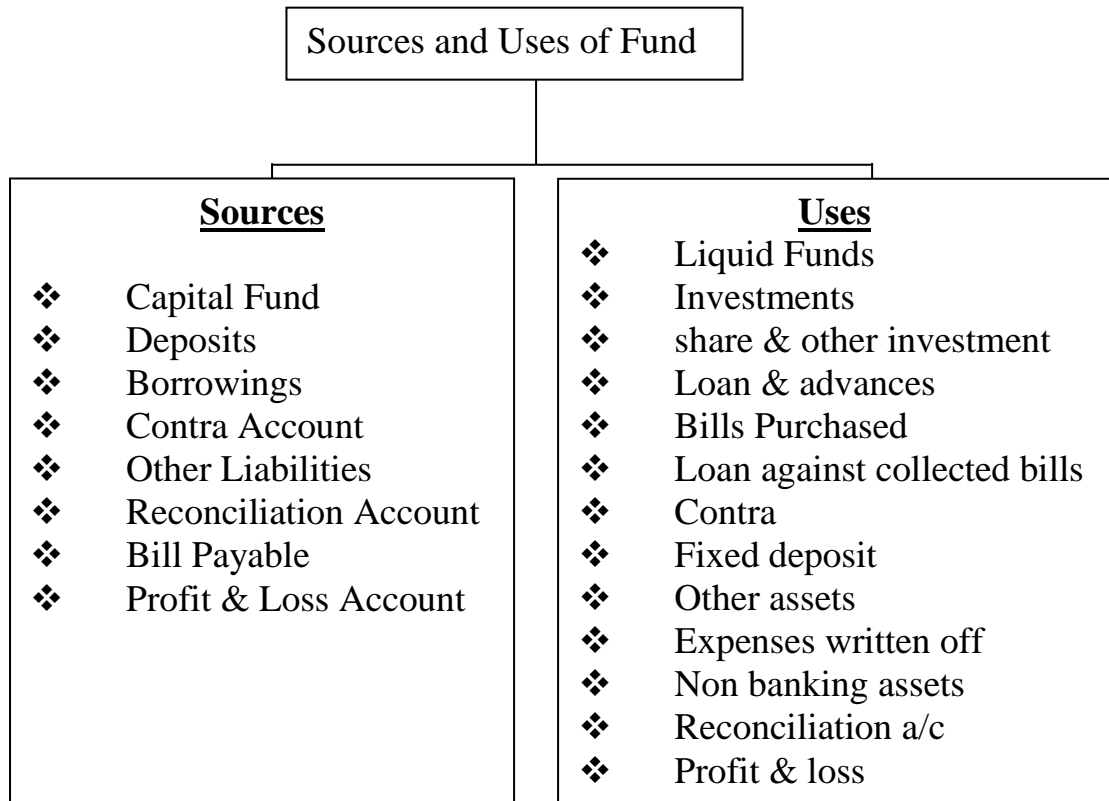 Sources and Uses of Fund
Sources
❖ Capital Fund
❖ Deposits
❖ Borrowings
❖ Contra Account
❖ Other Liabilities
❖ Reconciliation Account
❖ Bill Payable
❖ Profit & Loss Account
Uses
❖ Liquid Funds
❖ Investments
❖ share & other investment
❖ Loan & advances
❖ Bills Purchased
❖ Loan against collected bills
❖ Contra
❖ Fixed deposit
❖ Other assets
❖ Expenses written off
❖ Non banking assets
❖ Reconciliation a/c
❖ Profit & loss